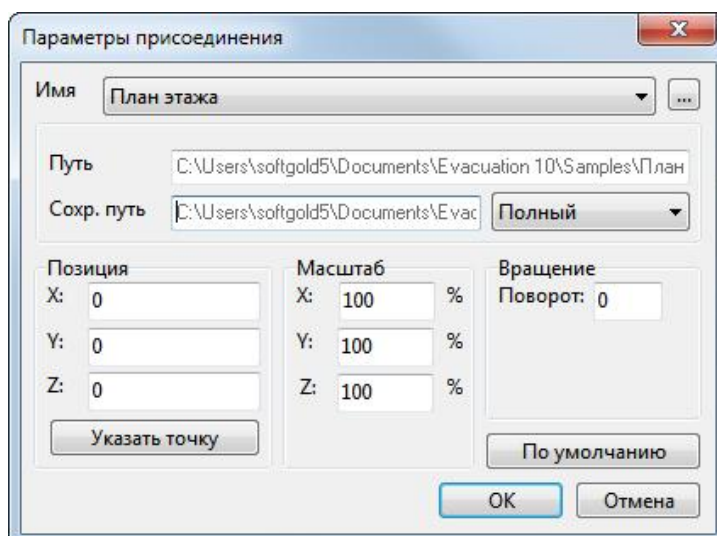 Параметры присоединения
Имя План этажа ...
Путь C:\Users\softgold5\Documents\Evacuation 10\Samples\План
Сохр. путь C:\Users\softgold5\Documents\Evac Полный
Позиция Масштаб Вращение
X: 0 X: 100 % Поворот: 0
Y: 0 Y: 100 %
Z: 0 Z: 100 %
Указать точку По умолчанию
OK Отмена